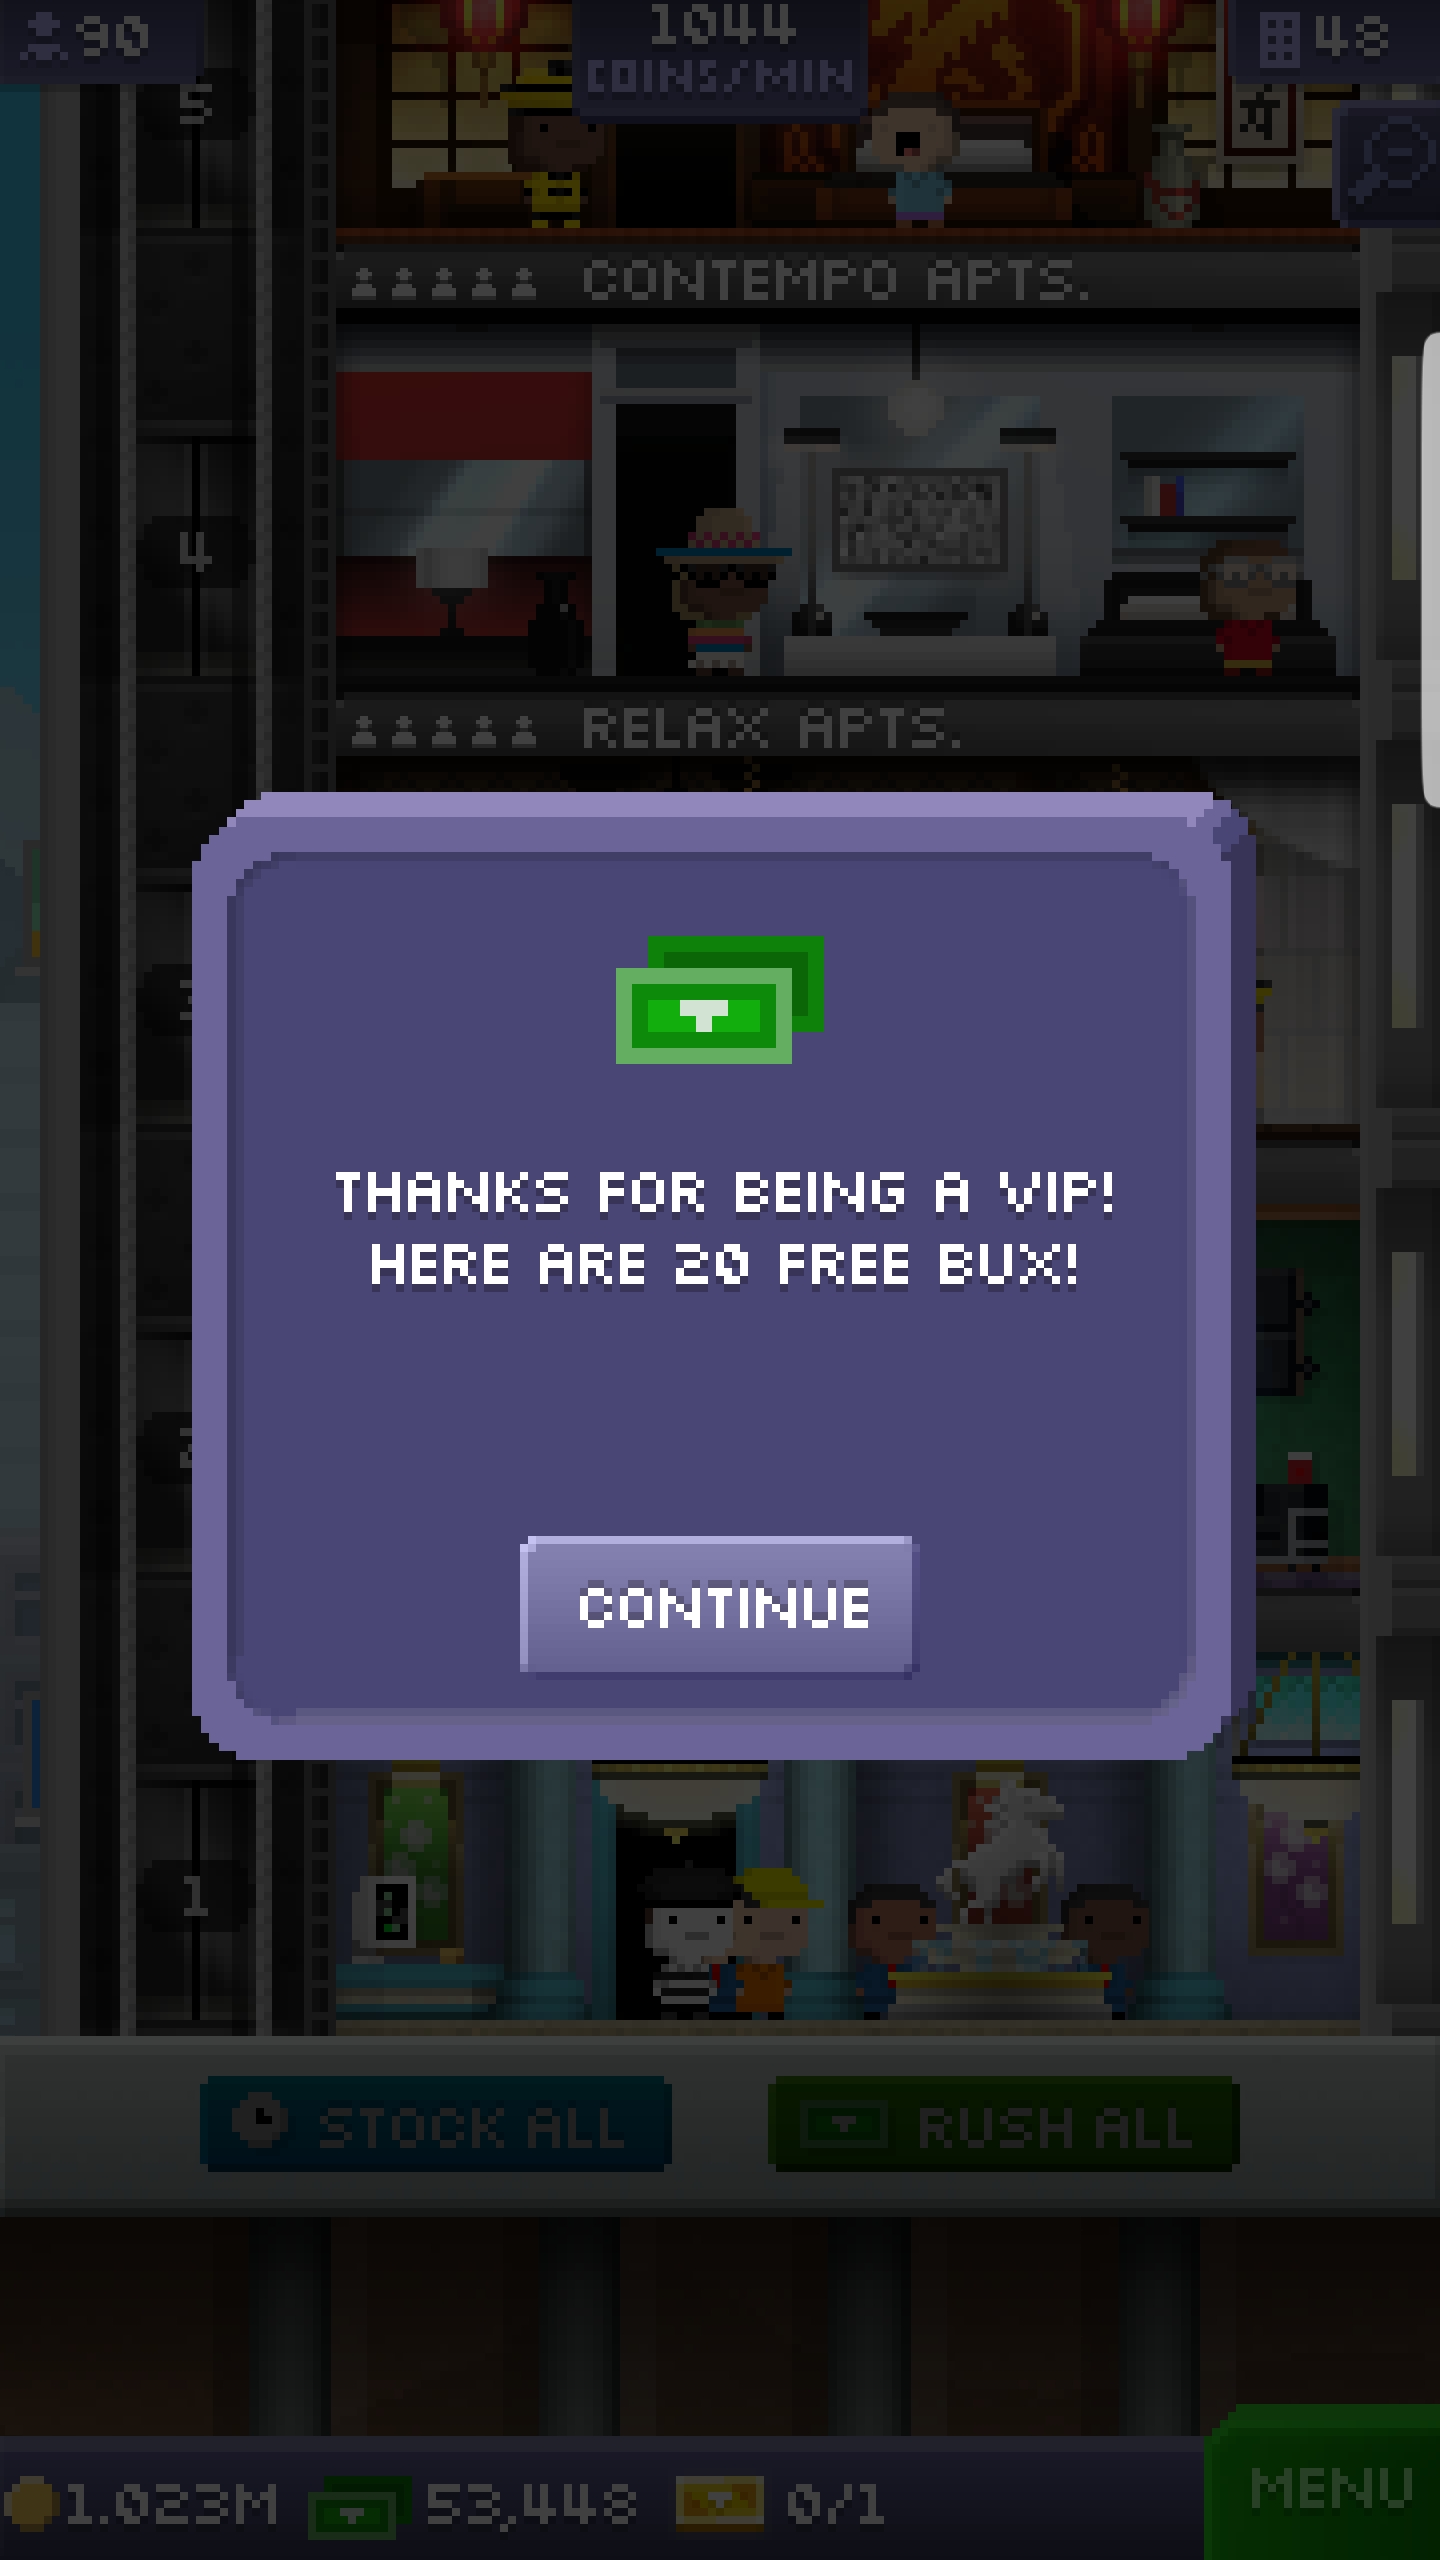 90
1044
COINS/MIN
48
5
CONTEMPO APTS.
4
RELAX APTS.
THANKS FOR BEING A VIP!
HERE ARE 20 FREE BUX!
CONTINUE
1
STOCK ALL
RUSH ALL
1.023M
53,448
0/1
MENU